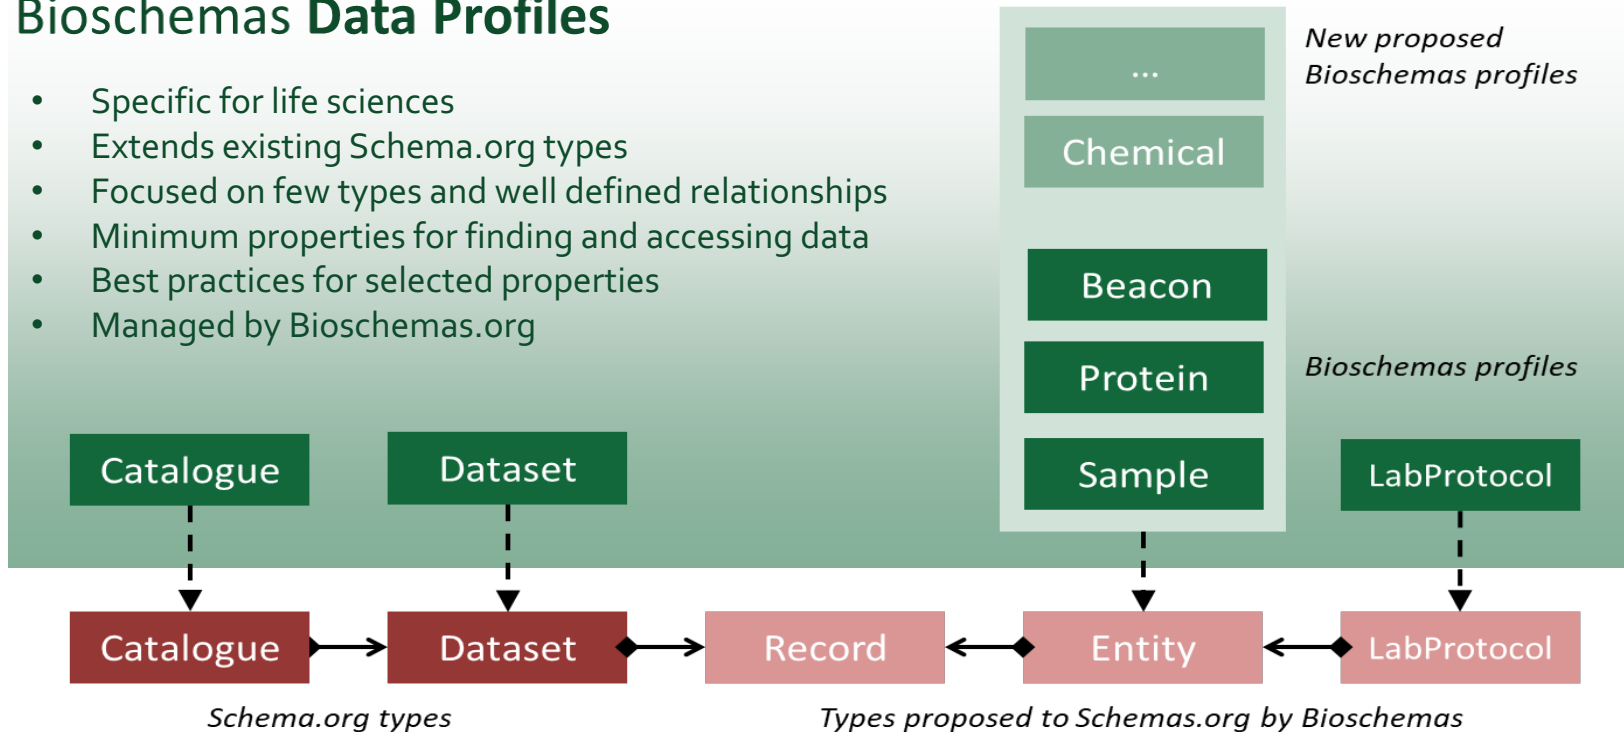 Bioschemas Data Profiles
• Specific for life sciences
• Extends existing Schema.org types
• Focused on few types and well defined relationships
• Minimum properties for finding and accessing data
• Best practices for selected properties
• Managed by Bioschemas.org
...
New proposed
Bioschemas profiles
Chemical
Beacon
Protein
Bioschemas profiles
Catalogue
Dataset
Sample
LabProtocol
Catalogue
Dataset
Record
Entity
LabProtocol
Schema.org types
Types proposed to Schemas.org by Bioschemas